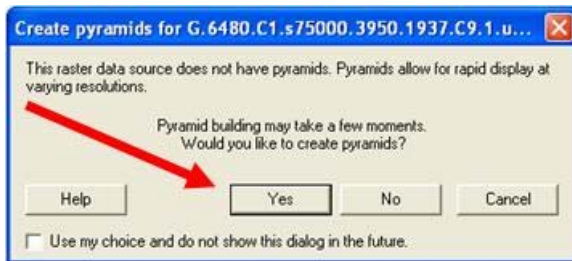 Create pyramids for G.6480.C1.s75000.3950.1937.C9.1.u...
This raster data source does not have pyramids. Pyramids allow for rapid display at
varying resolutions.
Pyramid building may take a few moments.
Would you like to create pyramids?
Help Yes No Cancel
Use my choice and do not show this dialog in the future.